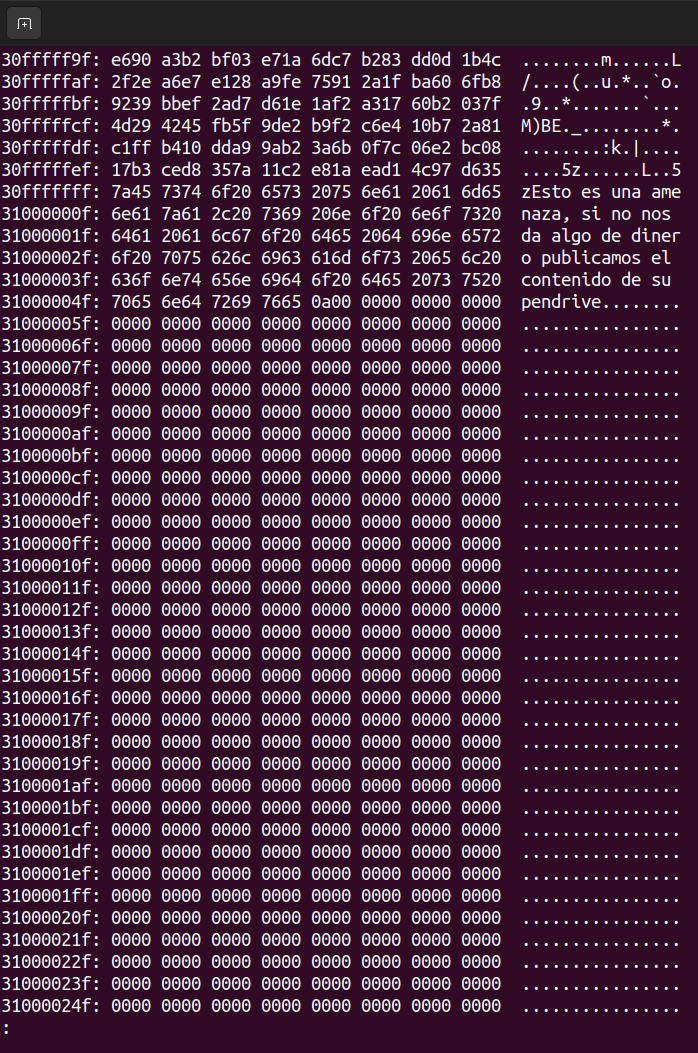 30fffff9f: e690 a3b2 bf03 e71a 6dc7 b283 dd0d 1b4c  ........m......L
30fffffaf: 2f2e a6e7 e128 a9fe 7591 2a1f ba60 6fb8  /....(..u.*..`o.
30fffffbf: 9239 bbef 2ad7 d61e 1af2 a317 60b2 037f  .9..*.......`...
30fffffcf: 4d29 4245 fb5f 9de2 b9f2 c6e4 10b7 2a81  M)BE._........*.
30fffffdf: c1ff b410 dda9 99ab 3a6b 0f7c 06e2 bc08  ........:k.|....
30fffffef: 17b3 ced8 357a 11c2 e81a ead1 4c97 d635  ....5z......L..5
30fffffff: 7a45 7374 6f20 6573 2075 6e61 2061 6d65  zEsto es una ame
31000000f: 6e61 7a61 2c20 7369 206e 6f20 6e6f 7320  naza, si no nos 
31000001f: 6461 2061 6c67 6f20 6465 2064 696e 6572  da algo de diner
31000002f: 6f20 7075 626c 6963 616d 6f73 2065 6c20  o publicamos el 
31000003f: 636f 6e74 656e 6964 6f20 6465 2073 7520  contenido de su 
31000004f: 7065 6e64 7269 7665 0a00 0000 0000 0000  pendrive........
31000005f: 0000 0000 0000 0000 0000 0000 0000 0000  ................
31000006f: 0000 0000 0000 0000 0000 0000 0000 0000  ................
31000007f: 0000 0000 0000 0000 0000 0000 0000 0000  ................
31000008f: 0000 0000 0000 0000 0000 0000 0000 0000  ................
31000009f: 0000 0000 0000 0000 0000 0000 0000 0000  ................
3100000af: 0000 0000 0000 0000 0000 0000 0000 0000  ................
3100000bf: 0000 0000 0000 0000 0000 0000 0000 0000  ................
3100000cf: 0000 0000 0000 0000 0000 0000 0000 0000  ................
3100000df: 0000 0000 0000 0000 0000 0000 0000 0000  ................
3100000ef: 0000 0000 0000 0000 0000 0000 0000 0000  ................
3100000ff: 0000 0000 0000 0000 0000 0000 0000 0000  ................
31000010f: 0000 0000 0000 0000 0000 0000 0000 0000  ................
31000011f: 0000 0000 0000 0000 0000 0000 0000 0000  ................
31000012f: 0000 0000 0000 0000 0000 0000 0000 0000  ................
31000013f: 0000 0000 0000 0000 0000 0000 0000 0000  ................
31000014f: 0000 0000 0000 0000 0000 0000 0000 0000  ................
31000015f: 0000 0000 0000 0000 0000 0000 0000 0000  ................
31000016f: 0000 0000 0000 0000 0000 0000 0000 0000  ................
31000017f: 0000 0000 0000 0000 0000 0000 0000 0000  ................
31000018f: 0000 0000 0000 0000 0000 0000 0000 0000  ................
31000019f: 0000 0000 0000 0000 0000 0000 0000 0000  ................
3100001af: 0000 0000 0000 0000 0000 0000 0000 0000  ................
3100001bf: 0000 0000 0000 0000 0000 0000 0000 0000  ................
3100001cf: 0000 0000 0000 0000 0000 0000 0000 0000  ................
3100001df: 0000 0000 0000 0000 0000 0000 0000 0000  ................
3100001ef: 0000 0000 0000 0000 0000 0000 0000 0000  ................
3100001ff: 0000 0000 0000 0000 0000 0000 0000 0000  ................
31000020f: 0000 0000 0000 0000 0000 0000 0000 0000  ................
31000021f: 0000 0000 0000 0000 0000 0000 0000 0000  ................
31000022f: 0000 0000 0000 0000 0000 0000 0000 0000  ................
31000023f: 0000 0000 0000 0000 0000 0000 0000 0000  ................
31000024f: 0000 0000 0000 0000 0000 0000 0000 0000  ................
: